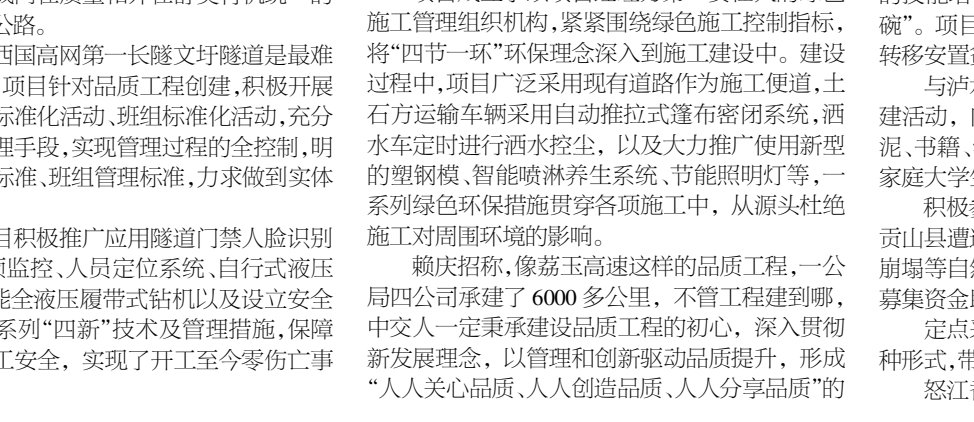 公路。
西国高网第一长隧文圩隧道是最难
项目针对品质工程创建,积极开展
标准化活动、班组标准化活动,充分
理手段,实现管理过程的全控制,明
标准、班组管理标准,力求做到实体
目积极推广应用隧道门禁人脸识别
监控、人员定位系统、自行式液压
能全液压履带式钻机以及设立安全
系列“四新”技术及管理措施,保障
工安全，实现了开工至今零伤亡事
施工管理组织机构,紧紧围绕绿色施工控制指标,
将“四节一环”环保理念深入到施工建设中。建设
过程中,项目广泛采用现有道路作为施工便道,土
石方运输车辆采用自动推拉式篷布密闭系统,洒
水车定时进行洒水控尘，以及大力推广使用新型
的塑钢模、智能喷淋养生系统、节能照明灯等,一
系列绿色环保措施贯穿各项施工中，从源头杜绝
施工对周围环境的影响。
赖庆招称,像荔玉高速这样的品质工程,一公
局四公司承建了 6000 多公里，不管工程建到哪,
中交人一定秉承建设品质工程的初心，深入贯彻
新发展理念，以管理和创新驱动品质提升，形成
“人人关心品质、人人创造品质、人人分享品质”的
碗”。项目
转移安置
与泸
建活动，
泥、书籍、
家庭大学
积极
贡山县遭
崩塌等自
募集资金
定点
种形式,带
怒江